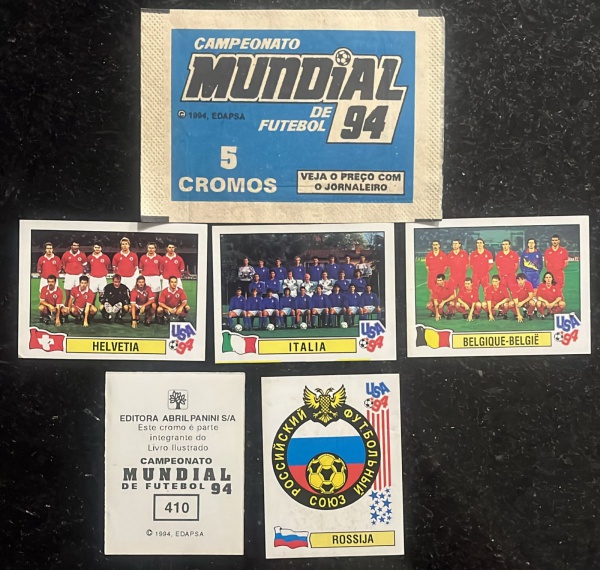 CAMPEONATO
MUNDIAL
DE
FUTEBOL 94
© 1994, EDAPSA
5
CROMOS
VEJA O PREÇO COM
O JORNALEIRO
USA
94
HELVETIA
USA
94
ITALIA
USA
94
BELGIQUE-BELGIË
EDITORA ABRIL PANINI S/A
Este cromo é parte
integrante do
Livro Ilustrado
CAMPEONATO
MUNDIAL
DE FUTEBOL 94
410
© 1994, EDAPSA
USA
94
РОССИЙСКИЙ ФУТБОЛЬНЫЙ
СОЮЗ
ROSSIJA